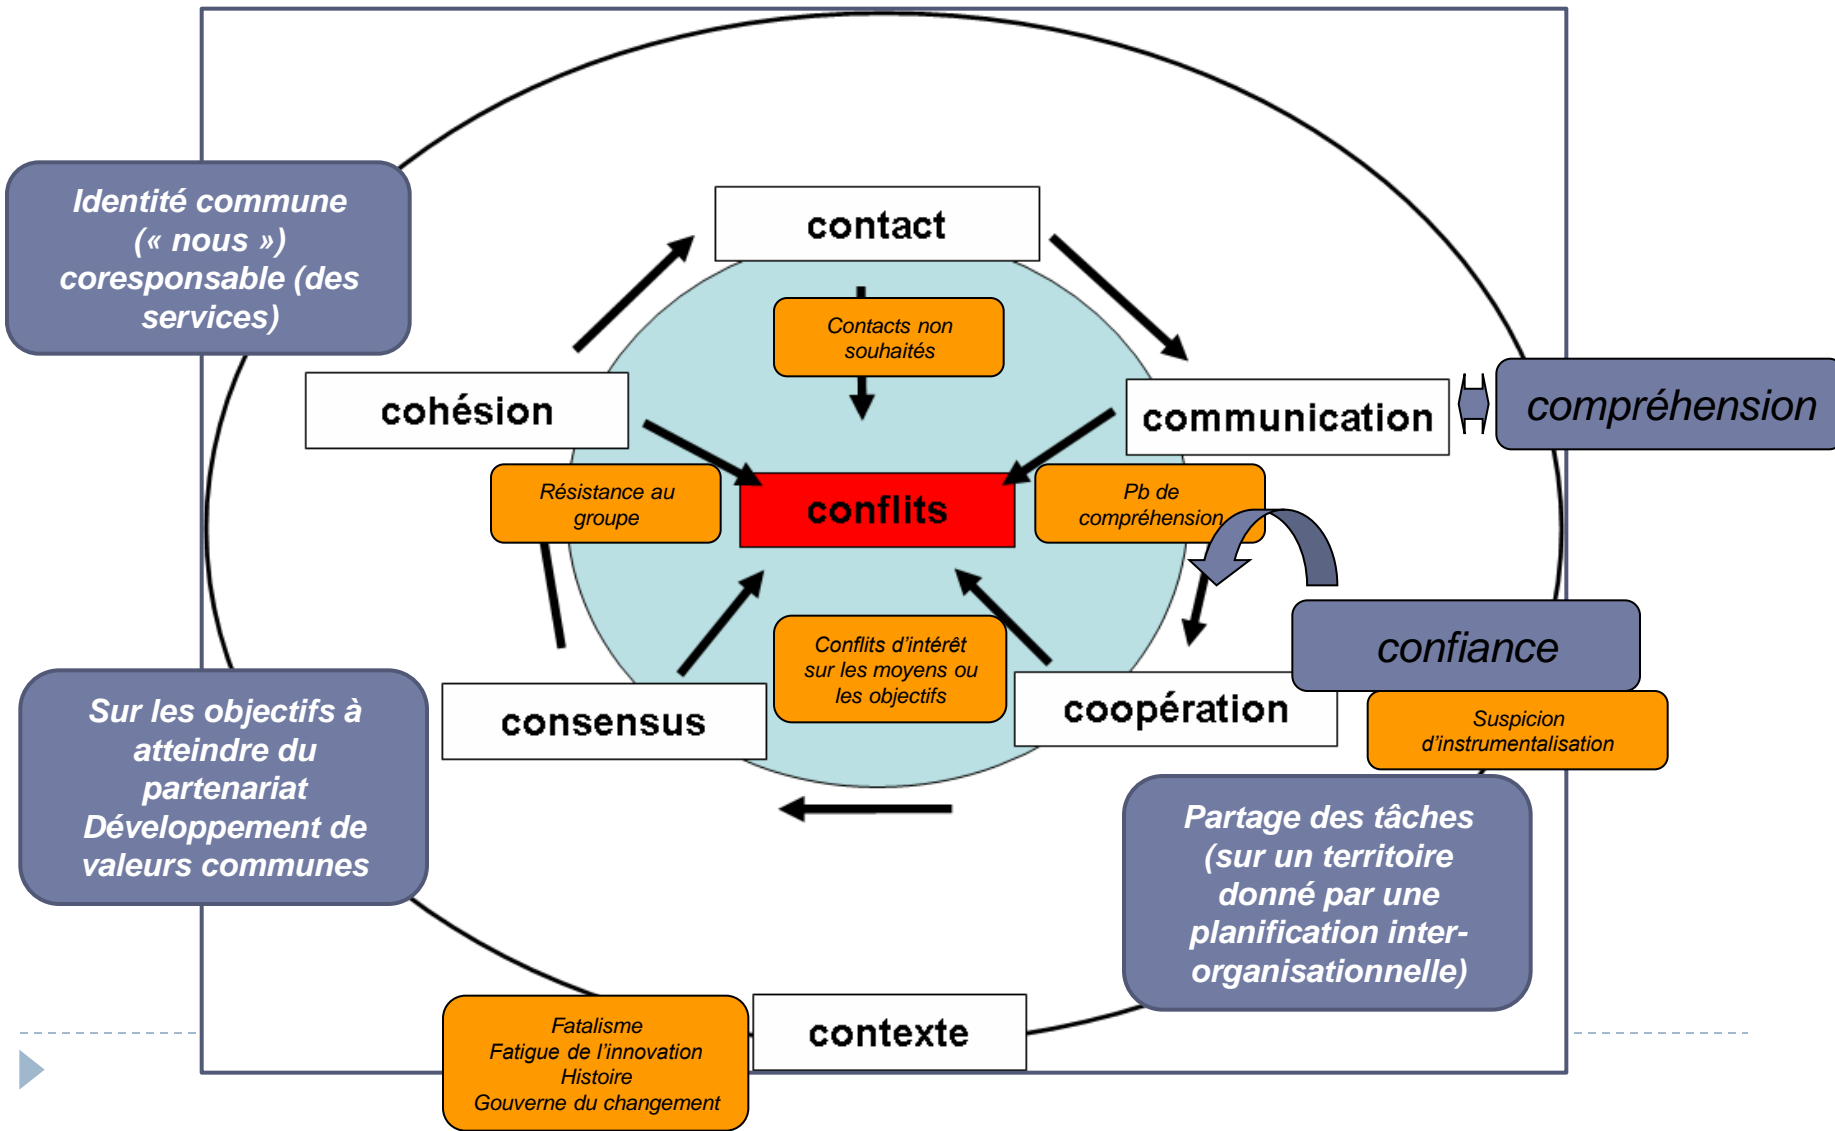 Identité commune
(« nous »)
coresponsable (des
services)
contact
Contacts non
souhaités
cohésion
communication
compréhension
Résistance au
groupe
conflits
Pb de
compréhension
confiance
Conflits d'intérêt
sur les moyens ou
les objectifs
consensus
coopération
Suspicion
d'instrumentalisation
Sur les objectifs à
atteindre du
partenariat
Développement de
valeurs communes
Partage des tâches
(sur un territoire
donné par une
planification inter-
organisationnelle)
Fatalisme
Fatigue de l'innovation
Histoire
Gouverne du changement
contexte